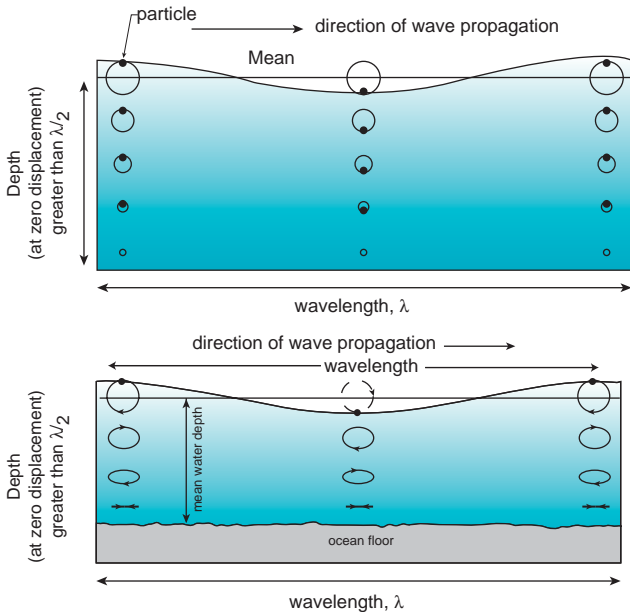 particle
direction of wave propagation
Mean
Depth
(at zero displacement)
greater than λ/2
wavelength, λ
direction of wave propagation
wavelength
Depth
(at zero displacement)
greater than λ/2
mean water depth
ocean floor
wavelength, λ